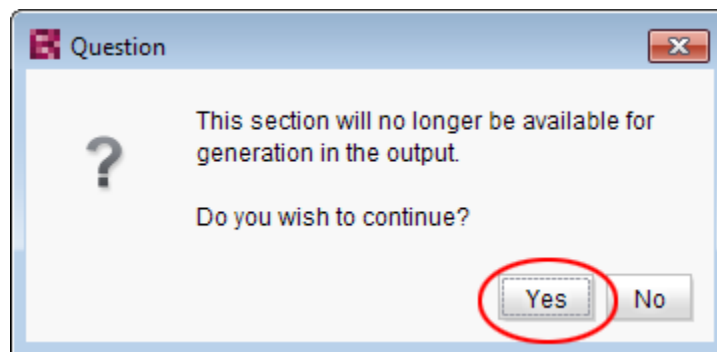 Question
This section will no longer be available for
generation in the output.
Do you wish to continue?
Yes No